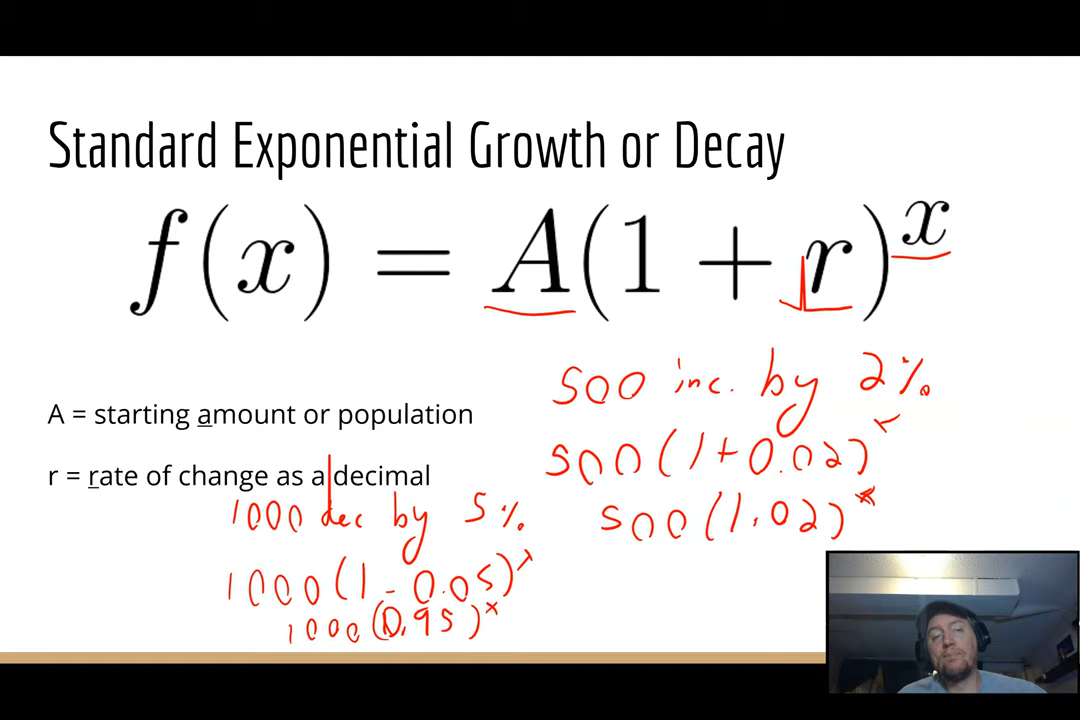 Standard Exponential Growth or Decay
f(x) = A(1 + r)^x
500 inc. by 2%
A = starting amount or population
500(1+0.02)^x
r = rate of change as a decimal
1000 dec by 5%
500(1.02)^x
1000(1-0.05)^x
1000(0.95)^x